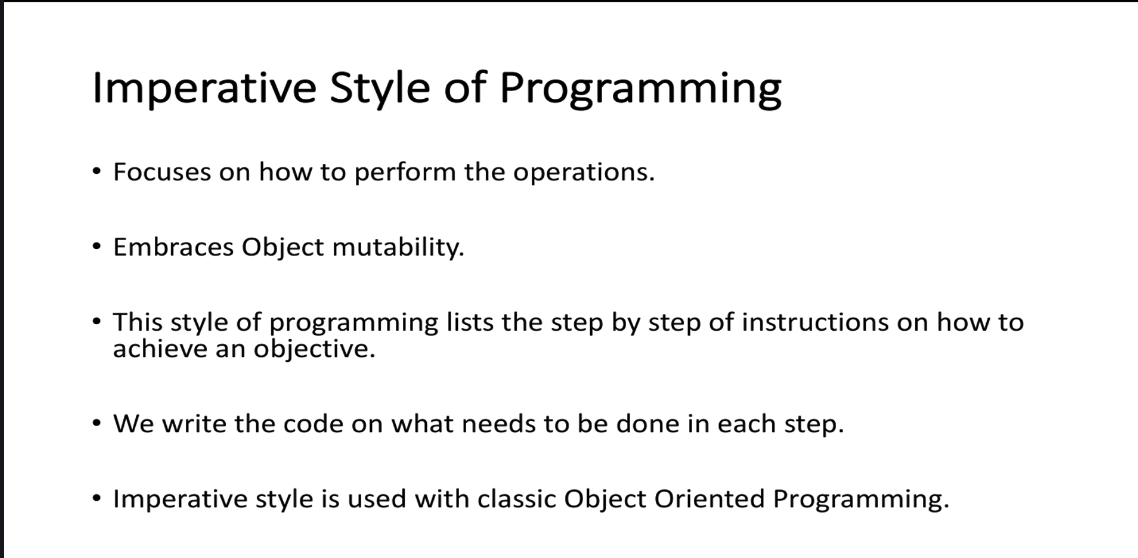 Imperative Style of Programming
• Focuses on how to perform the operations.
• Embraces Object mutability.
• This style of programming lists the step by step of instructions on how to
achieve an objective.
• We write the code on what needs to be done in each step.
• Imperative style is used with classic Object Oriented Programming.